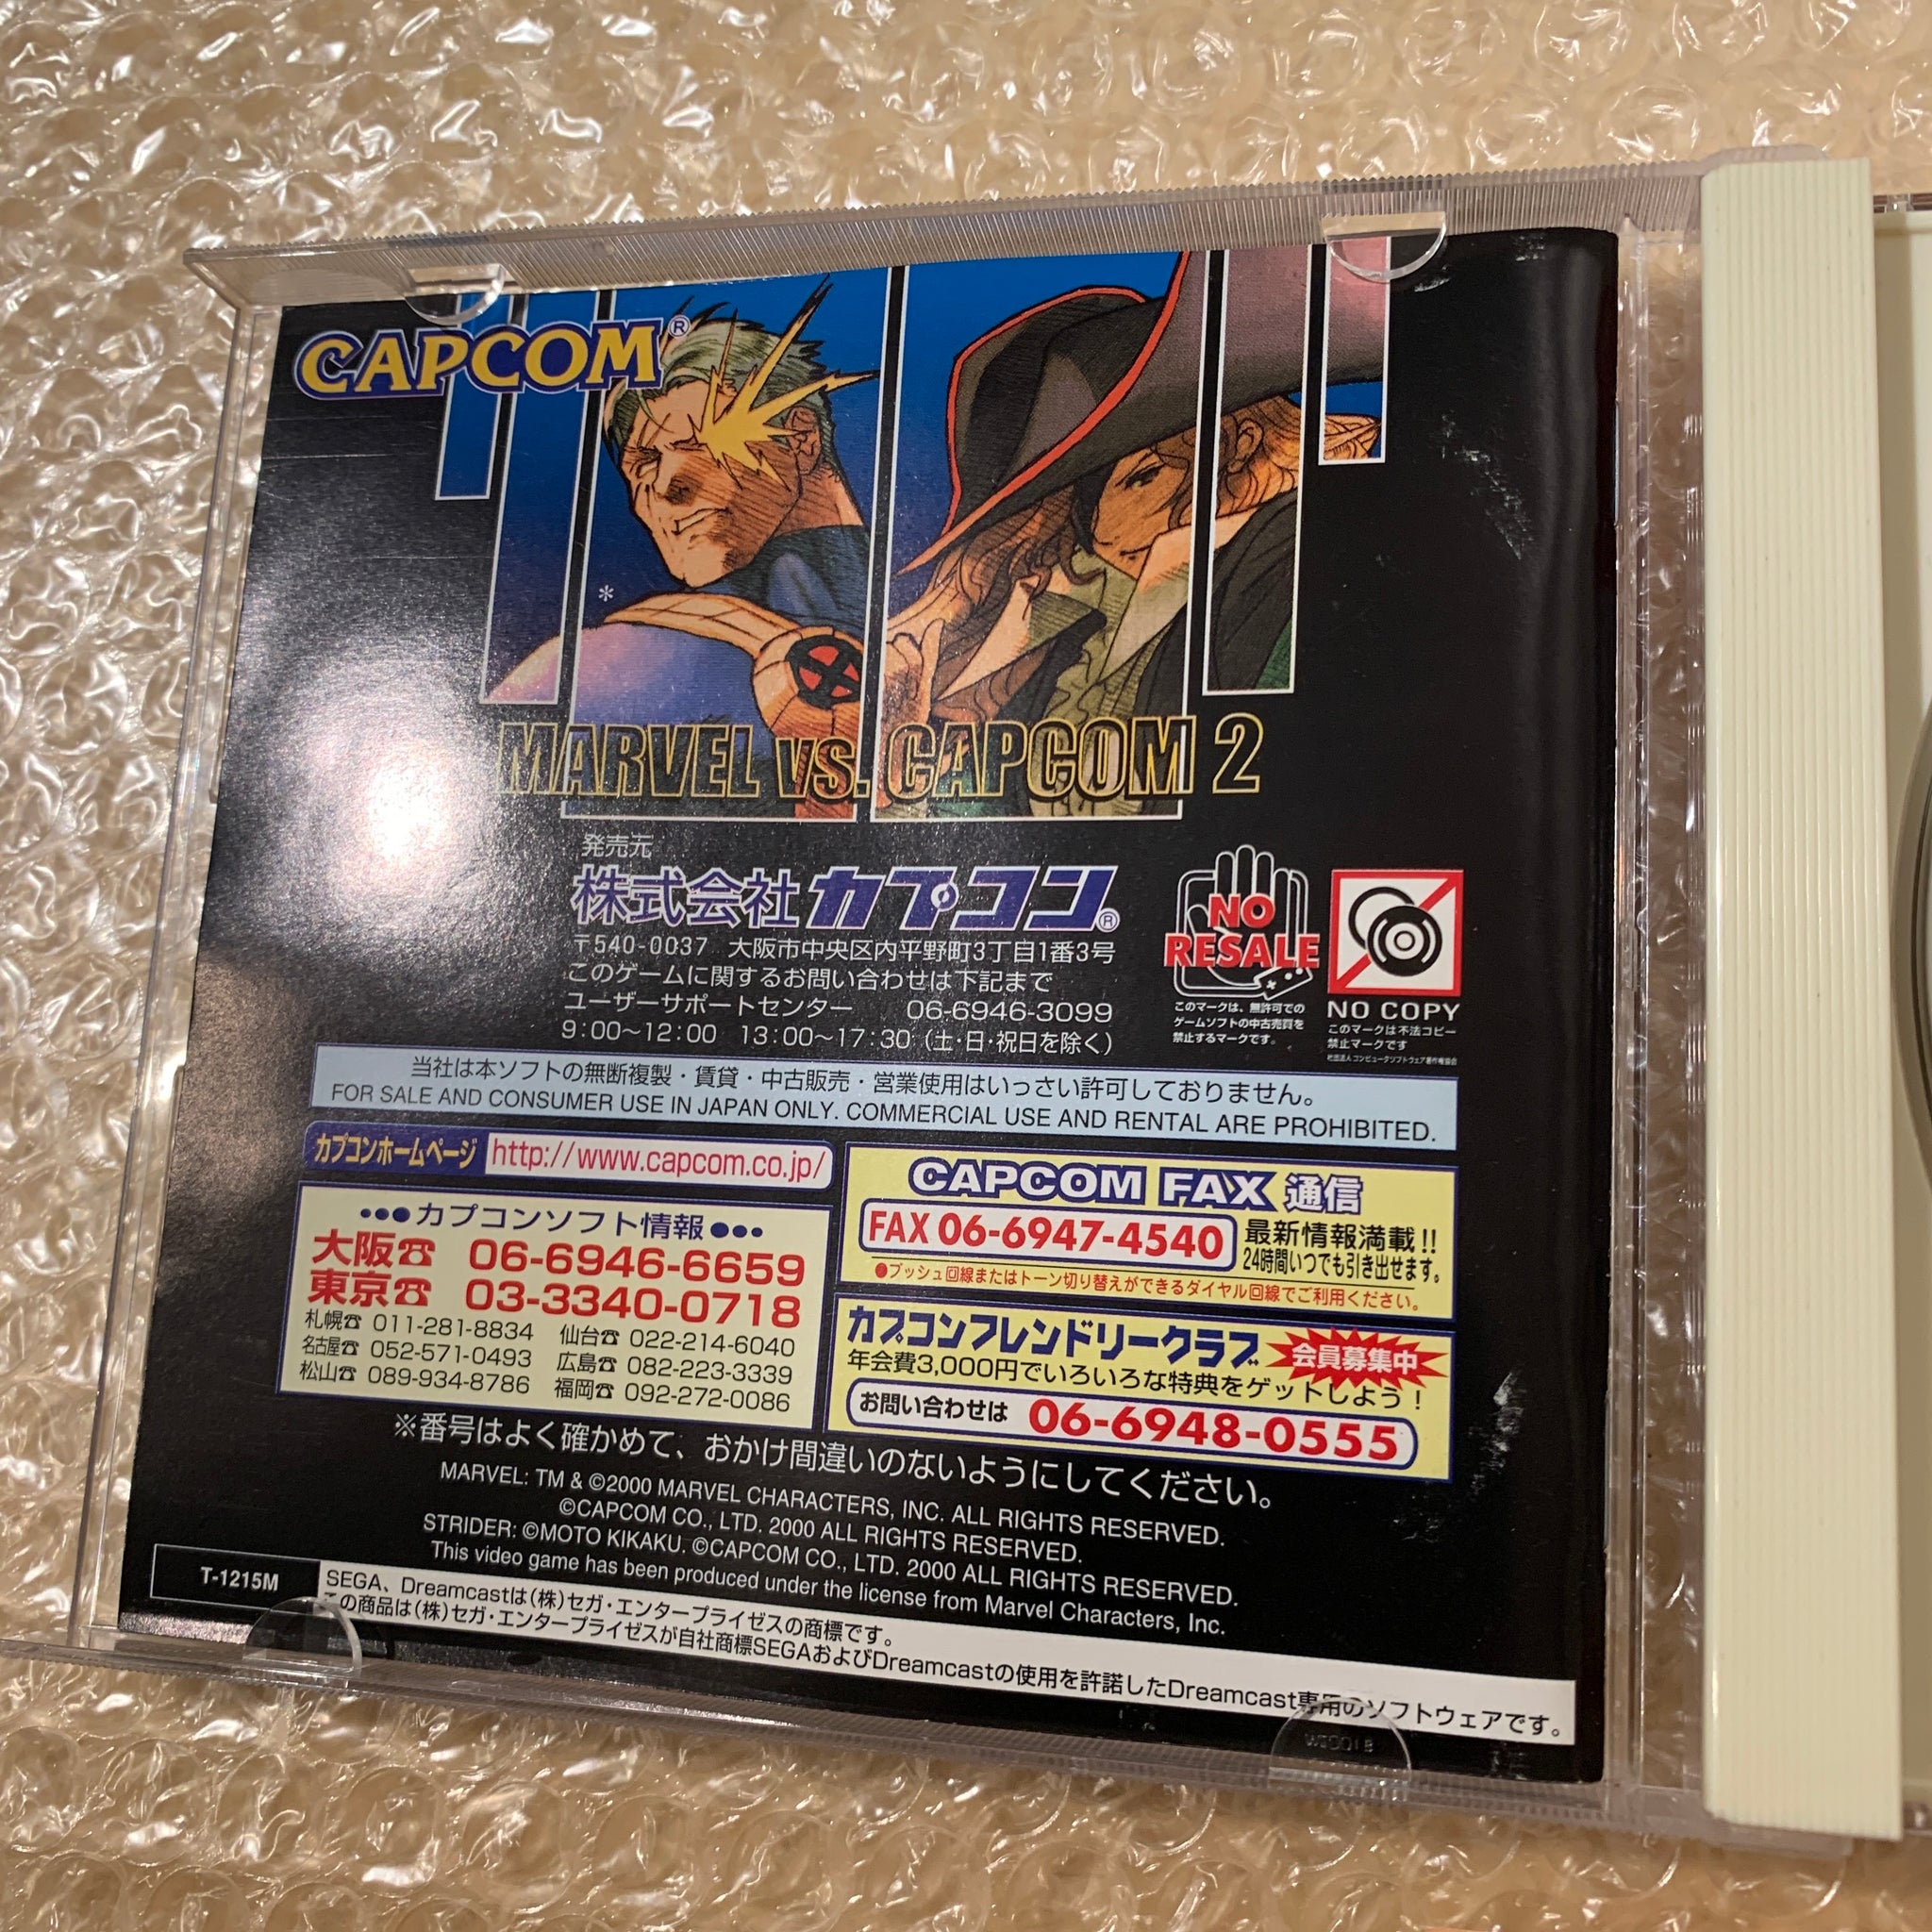 CAPCOM®
*
MARVEL VS. CAPCOM 2
発売元
株式会社カプコン®
〒540-0037 大阪市中央区内平野町3丁目1番3号
このゲームに関するお問い合わせは下記まで
ユーザーサポートセンター 06-6946-3099
9:00〜12:00 13:00〜17:30(土・日・祝日を除く)
NO
RESALE
このマークは、無許可での
ゲームソフトの中古売買を
禁止するマークです。
NO COPY
このマークは不法コピー
禁止マークです
社団法人コンピュータソフトウェア著作権協会
当社は本ソフトの無断複製・賃貸・中古販売・営業使用はいっさい許可しておりません。
FOR SALE AND CONSUMER USE IN JAPAN ONLY. COMMERCIAL USE AND RENTAL ARE PROHIBITED.
カプコンホームページ http://www.capcom.co.jp/
•••カプコンソフト情報•••
大阪☎ 06-6946-6659
東京☎ 03-3340-0718
札幌☎ 011-281-8834 仙台☎ 022-214-6040
名古屋☎ 052-571-0493 広島☎ 082-223-3339
松山☎ 089-934-8786 福岡☎ 092-272-0086
CAPCOM FAX 通信
FAX 06-6947-4540 最新情報満載!!
24時間いつでも引き出せます。
●プッシュ回線またはトーン切り替えができるダイヤル回線でご利用ください。
カプコンフレンドリークラブ 会員募集中
年会費3,000円でいろいろな特典をゲットしよう!
お問い合わせは 06-6948-0555
※番号はよく確かめて、おかけ間違いのないようにしてください。
MARVEL: TM & ©2000 MARVEL CHARACTERS, INC. ALL RIGHTS RESERVED.
©CAPCOM CO., LTD. 2000 ALL RIGHTS RESERVED.
STRIDER: ©MOTO KIKAKU. ©CAPCOM CO., LTD. 2000 ALL RIGHTS RESERVED.
This video game has been produced under the license from Marvel Characters, Inc.
T-1215M
SEGA、Dreamcastは(株)セガ・エンタープライゼスの商標です。
この商品は(株)セガ・エンタープライゼスが自社商標SEGAおよびDreamcastの使用を許諾したDreamcast専用のソフトウェアです。